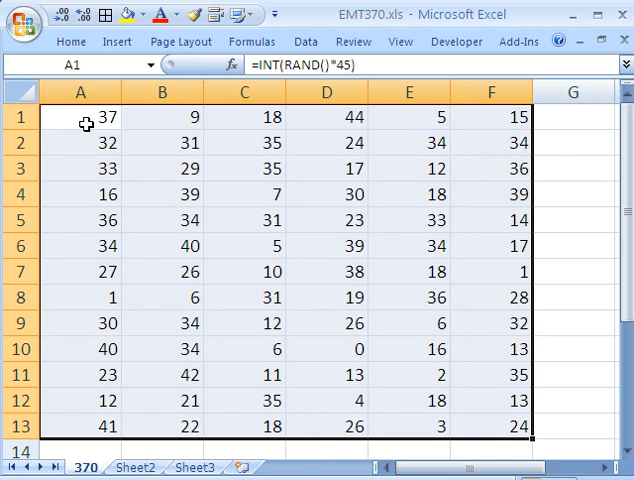 EMT370.xls - Microsoft Excel
Home Insert Page Layout Formulas Data Review View Developer Add-Ins
A1 fx =INT(RAND()*45)
A B C D E F G
1 37 9 18 44 5 15
2 32 31 35 24 34 34
3 33 29 35 17 12 36
4 16 39 7 30 18 39
5 36 34 31 23 33 14
6 34 40 5 39 34 17
7 27 26 10 38 18 1
8 1 6 31 19 36 28
9 30 34 12 26 6 32
10 40 34 6 0 16 13
11 23 42 11 13 2 35
12 12 21 35 4 18 13
13 41 22 18 26 3 24
14
370 Sheet2 Sheet3